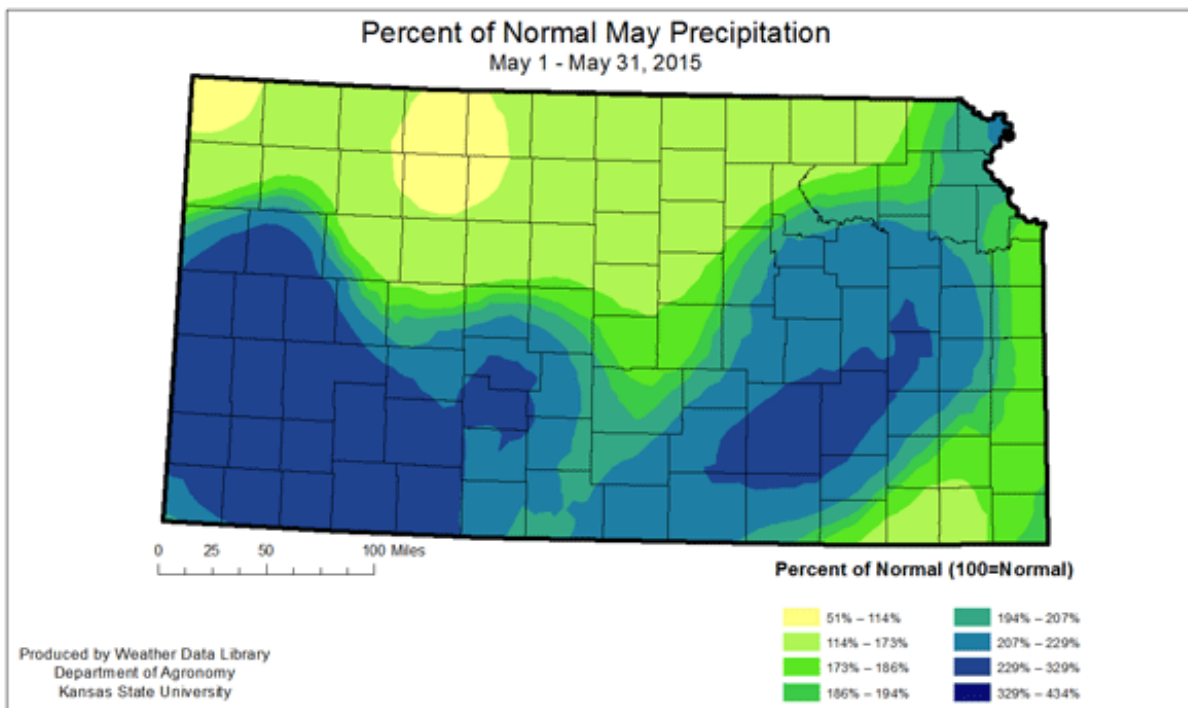 Percent of Normal May Precipitation
May 1 - May 31, 2015
0 25 50 100 Miles
Percent of Normal (100=Normal)
51% – 114%
114% – 173%
173% – 186%
186% – 194%
194% – 207%
207% – 229%
229% – 329%
329% – 434%
Produced by Weather Data Library
Department of Agronomy
Kansas State University